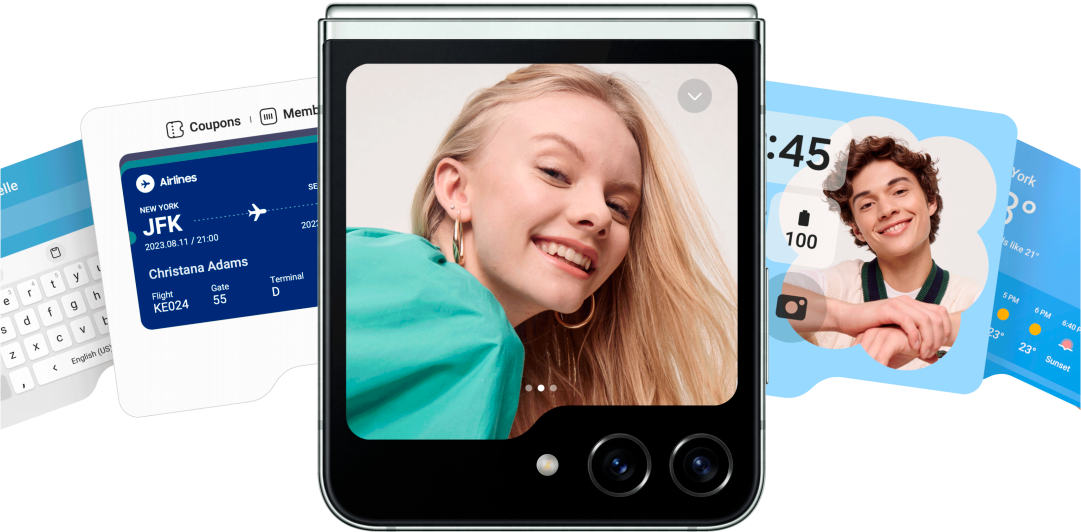 elle
e r t y u
s d f g h
z x c v b
, < English (US)
Coupons | Memb
Airlines
SE
NEW YORK
JFK
2023.08.11 / 21:00
202
Christana Adams
Flight Gate Terminal
KE024 55 D
:45
100
York
8°
s like 21°
5 PM 6 PM 6:40 P
23° 23° Sunset